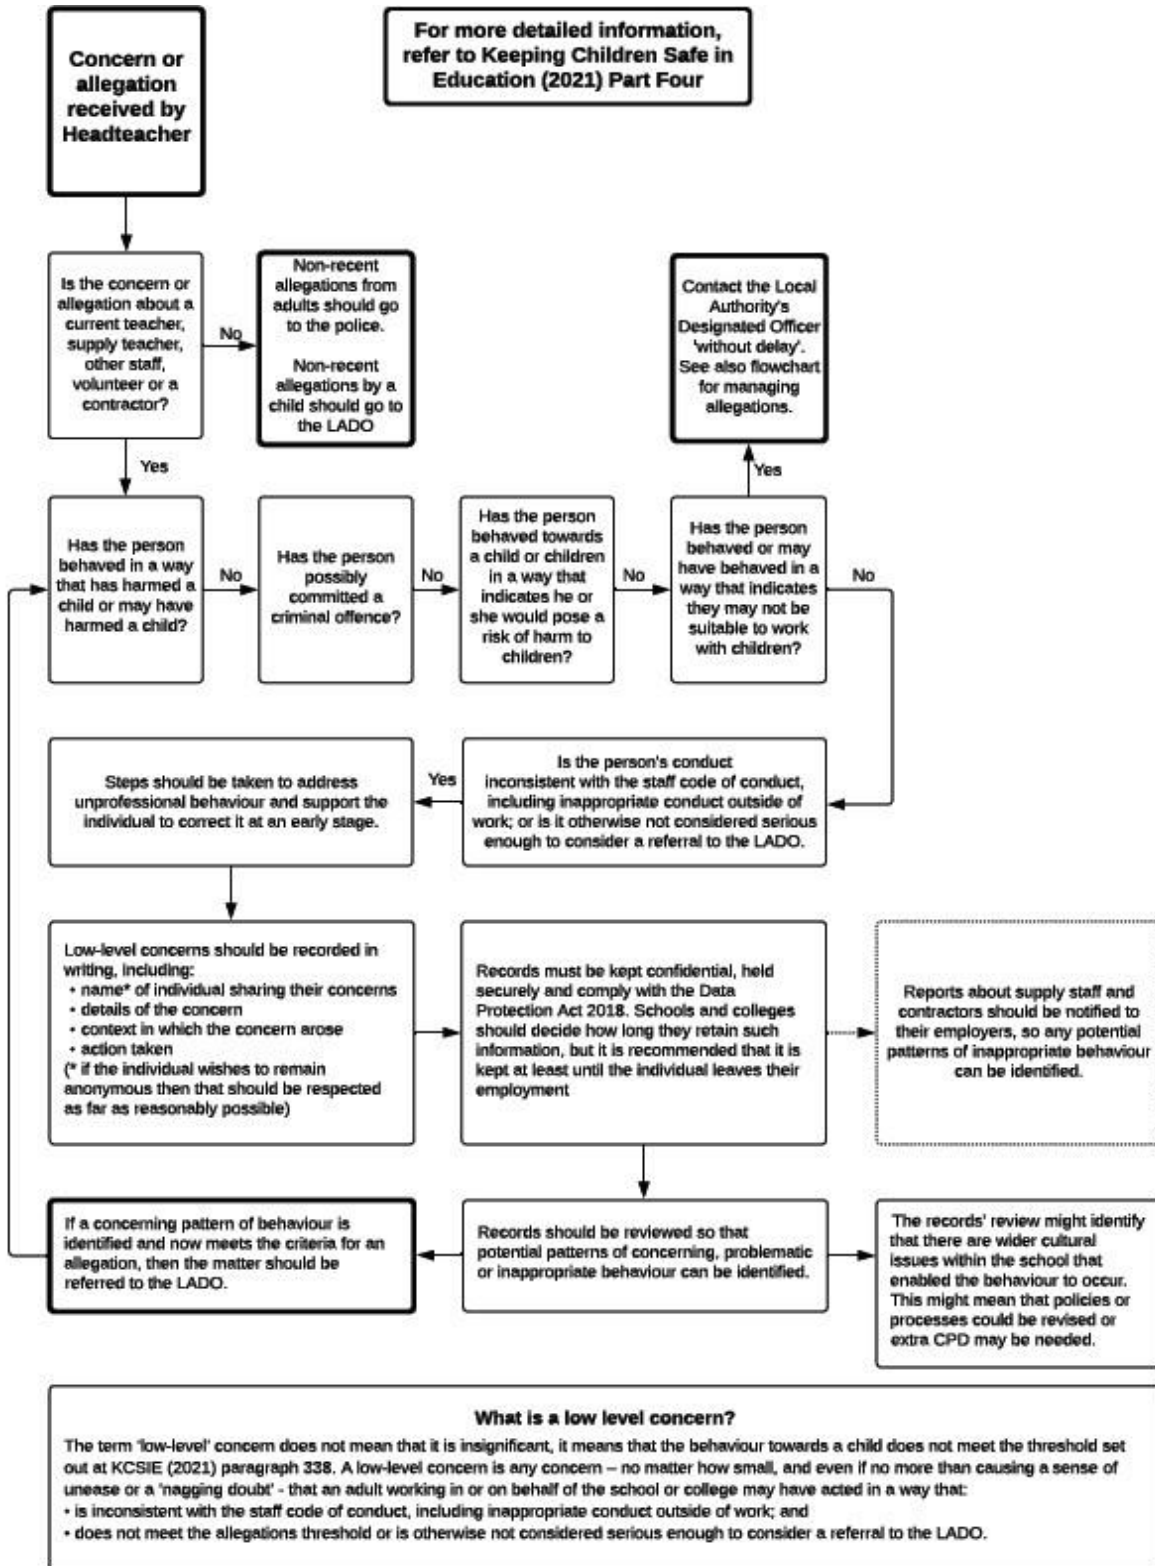 Concern or
allegation
received by
Headteacher
For more detailed information,
refer to Keeping Children Safe in
Education (2021) Part Four
Is the concern or
allegation about a
current teacher,
supply teacher,
other staff,
volunteer or a
contractor?
No
Non-recent
allegations from
adults should go
to the police.
Non-recent
allegations by a
child should go to
the LADO
Contact the Local
Authority's
Designated Officer
'without delay'.
See also flowchart
for managing
allegations.
Yes
Yes
Has the person
behaved in a way
that has harmed a
child or may have
harmed a child?
No
Has the person
possibly
committed a
criminal offence?
No
Has the person
behaved towards
a child or children
in a way that
indicates he or
she would pose a
risk of harm to
children?
No
Has the person
behaved or may
have behaved in a
way that indicates
they may not be
suitable to work
with children?
No
Steps should be taken to address
unprofessional behaviour and support the
individual to correct it at an early stage.
Yes
Is the person's conduct
inconsistent with the staff code of conduct,
including inappropriate conduct outside of
work; or is it otherwise not considered serious
enough to consider a referral to the LADO.
Low-level concerns should be recorded in
writing, including:
• name* of individual sharing their concerns
• details of the concern
• context in which the concern arose
• action taken
(* if the individual wishes to remain
anonymous then that should be respected
as far as reasonably possible)
Records must be kept confidential, held
securely and comply with the Data
Protection Act 2018. Schools and colleges
should decide how long they retain such
information, but it is recommended that it is
kept at least until the individual leaves their
employment
Reports about supply staff and
contractors should be notified to
their employers, so any potential
patterns of inappropriate behaviour
can be identified.
If a concerning pattern of behaviour is
identified and now meets the criteria for an
allegation, then the matter should be
referred to the LADO.
Records should be reviewed so that
potential patterns of concerning, problematic
or inappropriate behaviour can be identified.
The records' review might identify
that there are wider cultural
issues within the school that
enabled the behaviour to occur.
This might mean that policies or
processes could be revised or
extra CPD may be needed.
What is a low level concern?
The term 'low-level' concern does not mean that it is insignificant, it means that the behaviour towards a child does not meet the threshold set
out at KCSIE (2021) paragraph 338. A low-level concern is any concern – no matter how small, and even if no more than causing a sense of
unease or a 'nagging doubt' - that an adult working in or on behalf of the school or college may have acted in a way that:
• is inconsistent with the staff code of conduct, including inappropriate conduct outside of work; and
• does not meet the allegations threshold or is otherwise not considered serious enough to consider a referral to the LADO.